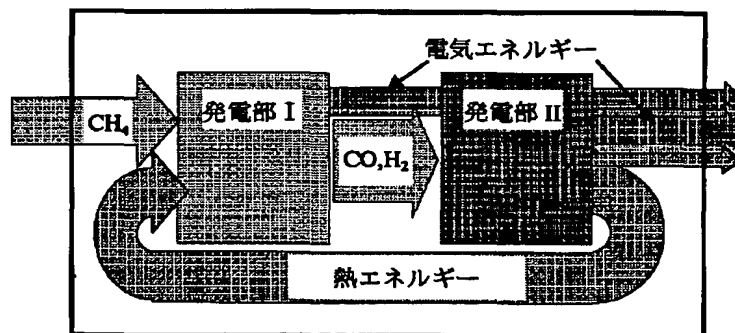 電気エネルギー
発電部 I
発電部 II
CH₄
CO,H₂
熱エネルギー